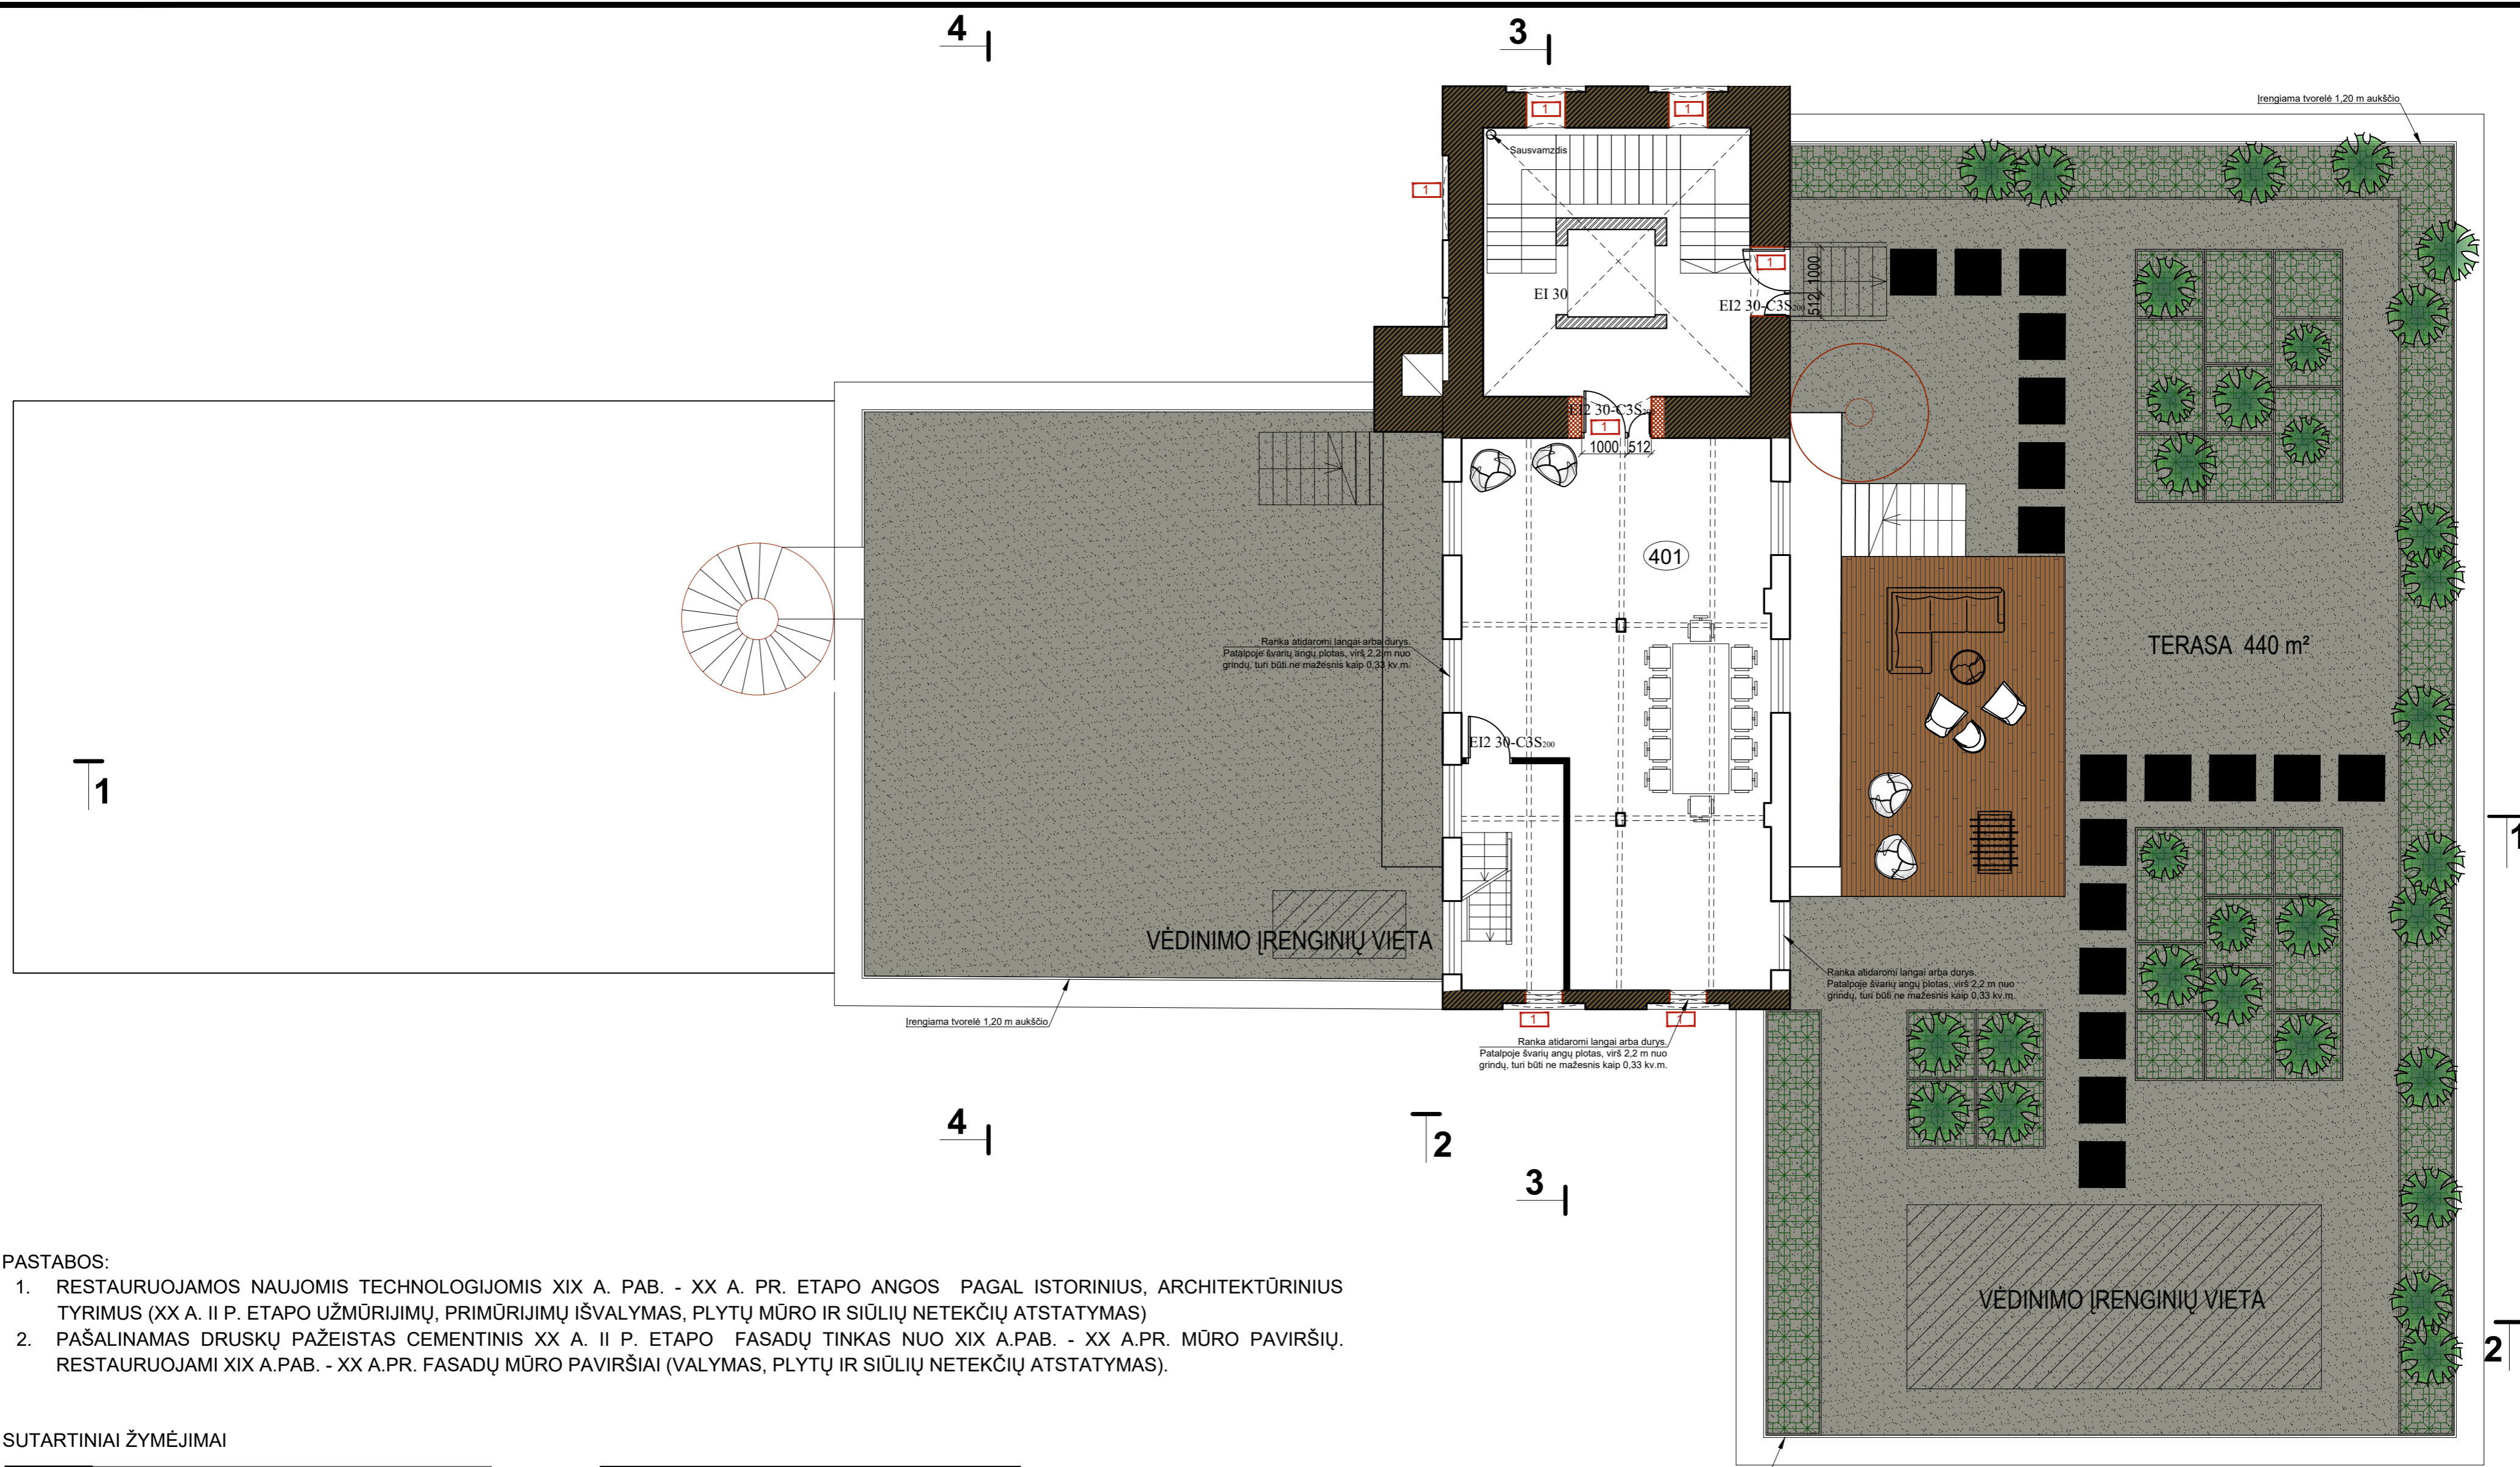 4
3
Įrengiama tvorelė 1,20 m aukščio
1
1
Sausvamzdis
1
1
1000
512
EI 30
EI2 30-C3S200
EI2 30-C3S20
1
1000 512
401
Ranka atidaromi langai arba durys.
Patalpoje švarių angų plotas, virš 2,2 m nuo
grindų, turi būti ne mažesnis kaip 0,33 kv.m.
TERASA 440 m²
EI2 30-C3S200
1
1
VĖDINIMO ĮRENGINIŲ VIETA
Ranka atidaromi langai arba durys.
Patalpoje švarių angų plotas, virš 2,2 m nuo
grindų, turi būti ne mažesnis kaip 0,33 kv.m.
Įrengiama tvorelė 1,20 m aukščio
1
1
Ranka atidaromi langai arba durys.
Patalpoje švarių angų plotas, virš 2,2 m nuo
grindų, turi būti ne mažesnis kaip 0,33 kv.m.
4
2
3
VĖDINIMO ĮRENGINIŲ VIETA
2
PASTABOS:
1. RESTAURUOJAMOS NAUJOMIS TECHNOLOGIJOMIS XIX A. PAB. - XX A. PR. ETAPO ANGOS PAGAL ISTORINIUS, ARCHITEKTŪRINIUS
TYRIMUS (XX A. II P. ETAPO UŽMŪRIJIMŲ, PRIMŪRIJIMŲ IŠVALYMAS, PLYTŲ MŪRO IR SIŪLIŲ NETEKČIŲ ATSTATYMAS)
2. PAŠALINAMAS DRUSKŲ PAŽEISTAS CEMENTINIS XX A. II P. ETAPO FASADŲ TINKAS NUO XIX A.PAB. - XX A.PR. MŪRO PAVIRŠIŲ.
RESTAURUOJAMI XIX A.PAB. - XX A.PR. FASADŲ MŪRO PAVIRŠIAI (VALYMAS, PLYTŲ IR SIŪLIŲ NETEKČIŲ ATSTATYMAS).
SUTARTINIAI ŽYMĖJIMAI